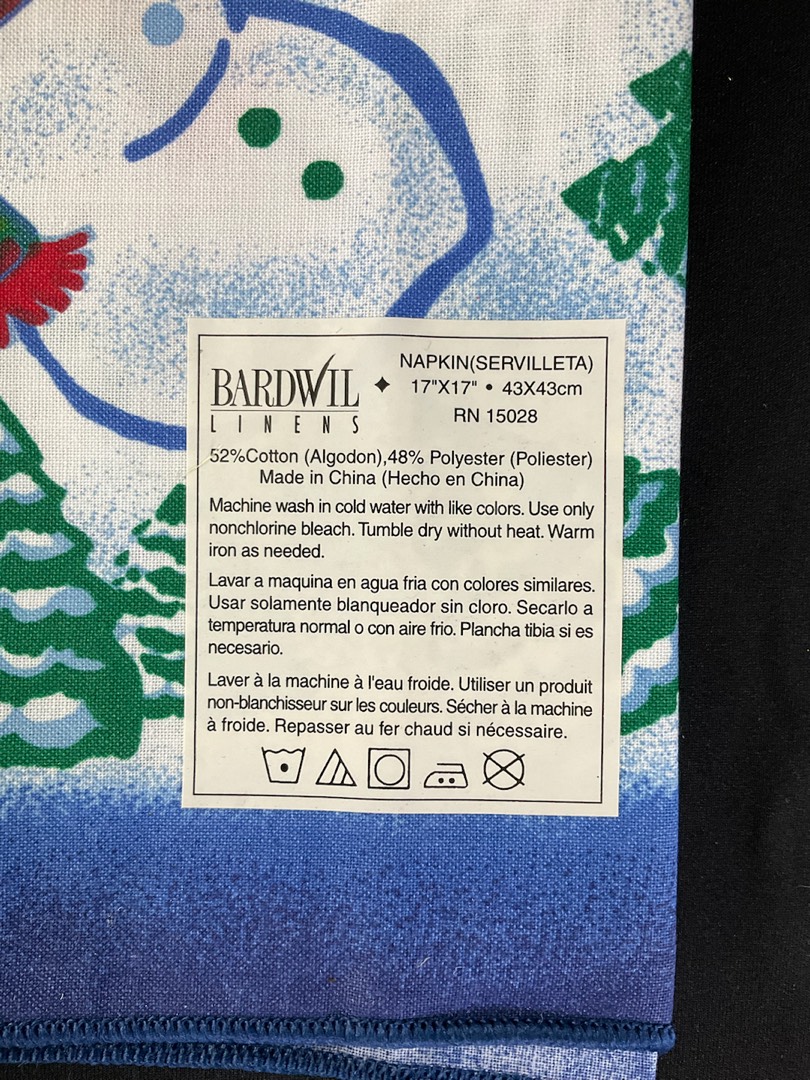 BARDWIL
LINENS
NAPKIN(SERVILLETA)
17"X17" • 43X43cm
RN 15028
52%Cotton (Algodon),48% Polyester (Poliester)
Made in China (Hecho en China)
Machine wash in cold water with like colors. Use only
nonchlorine bleach. Tumble dry without heat. Warm
iron as needed.
Lavar a maquina en agua fria con colores similares.
Usar solamente blanqueador sin cloro. Secarlo a
temperatura normal o con aire frio. Plancha tibia si es
necesario.
Laver à la machine à l'eau froide. Utiliser un produit
non-blanchisseur sur les couleurs. Sécher à la machine
à froide. Repasser au fer chaud si nécessaire.